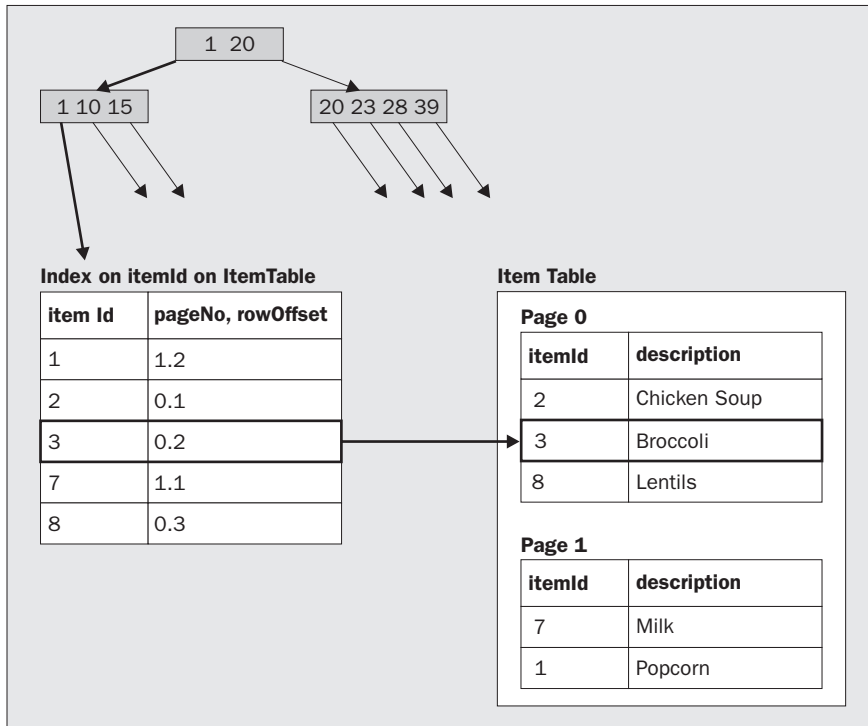 1 20
1 10 15
20 23 28 39
Index on itemId on ItemTable
item Id pageNo, rowOffset
1 1.2
2 0.1
3 0.2
7 1.1
8 0.3
Item Table
Page 0
itemId description
2 Chicken Soup
3 Broccoli
8 Lentils
Page 1
itemId description
7 Milk
1 Popcorn